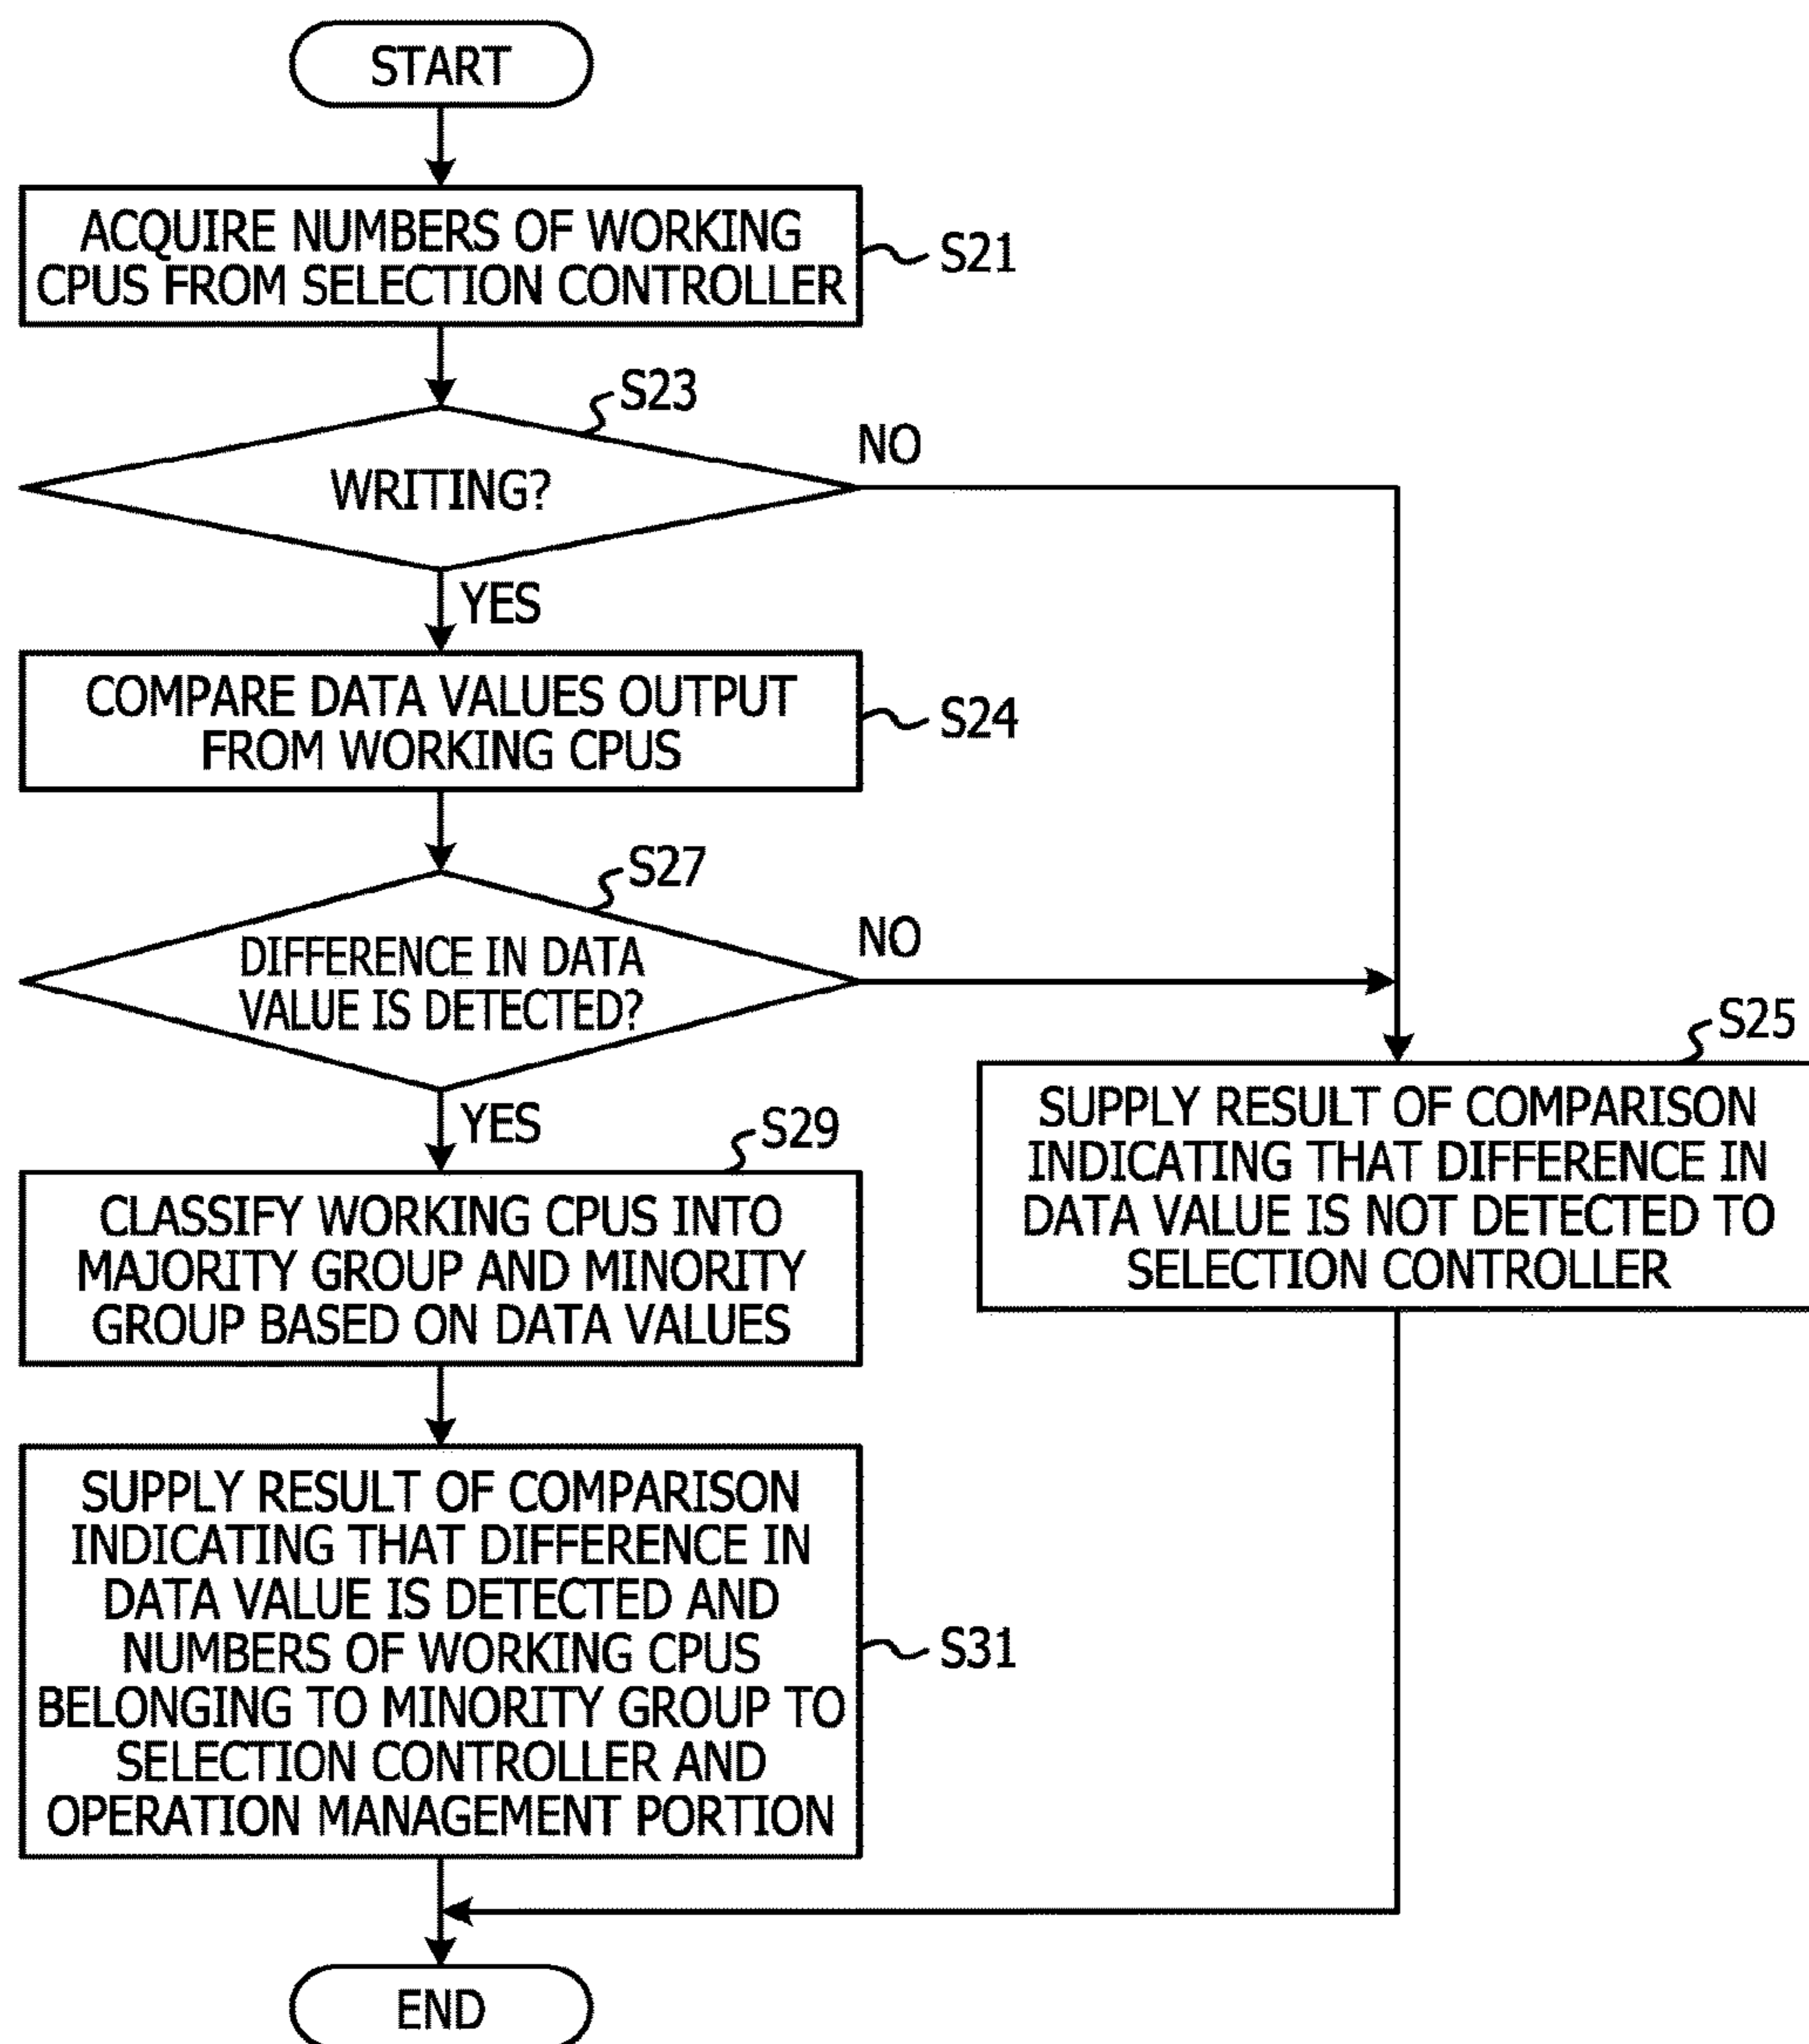 START
ACQUIRE NUMBERS OF WORKING
CPUS FROM SELECTION CONTROLLER
S21
S23
WRITING?
NO
YES
COMPARE DATA VALUES OUTPUT
FROM WORKING CPUS
S24
S27
DIFFERENCE IN DATA
VALUE IS DETECTED?
NO
YES
S25
SUPPLY RESULT OF COMPARISON
INDICATING THAT DIFFERENCE IN
DATA VALUE IS NOT DETECTED TO
SELECTION CONTROLLER
S29
CLASSIFY WORKING CPUS INTO
MAJORITY GROUP AND MINORITY
GROUP BASED ON DATA VALUES
SUPPLY RESULT OF COMPARISON
INDICATING THAT DIFFERENCE IN
DATA VALUE IS DETECTED AND
NUMBERS OF WORKING CPUS
BELONGING TO MINORITY GROUP TO
SELECTION CONTROLLER AND
OPERATION MANAGEMENT PORTION
S31
END